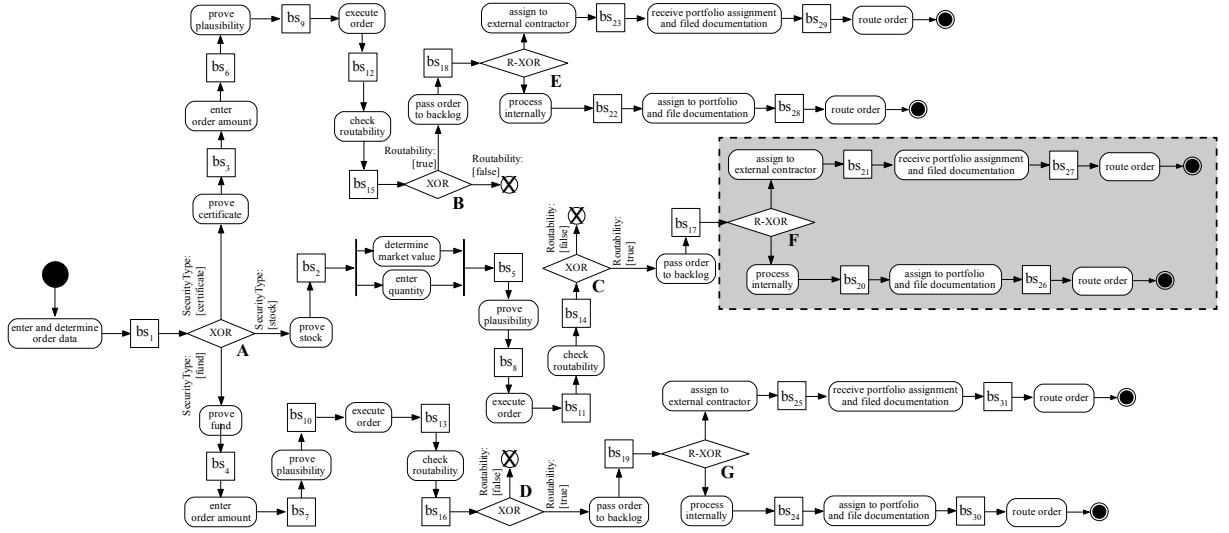 prove
plausibility
bs9
execute
order
bs6
bs12
enter
order amount
check
routability
bs3
bs15
prove
certificate
Routability:
[true]
XOR
B
Routability:
[false]
pass order
to backlog
bs18
R-XOR
E
assign to
external contractor
bs23
receive portfolio assignment
and filed documentation
bs29
route order
process
internally
bs22
assign to portfolio
and file documentation
bs28
route order
enter and determine
order data
bs1
XOR
A
SecurityType:
[certificate]
SecurityType:
[stock]
SecurityType:
[fund]
prove
stock
bs2
determine
market value
enter
quantity
bs5
prove
plausibility
bs8
execute
order
bs11
check
routability
bs14
XOR
C
Routability:
[false]
Routability:
[true]
pass order
to backlog
bs17
R-XOR
F
assign to
external contractor
bs21
receive portfolio assignment
and filed documentation
bs27
route order
process
internally
bs20
assign to portfolio
and file documentation
bs26
route order
prove
fund
bs4
enter
order amount
bs7
prove
plausibility
bs10
execute
order
bs13
check
routability
bs16
XOR
D
Routability:
[false]
Routability:
[true]
pass order
to backlog
bs19
R-XOR
G
assign to
external contractor
bs25
receive portfolio assignment
and filed documentation
bs31
route order
process
internally
bs24
assign to portfolio
and file documentation
bs30
route order